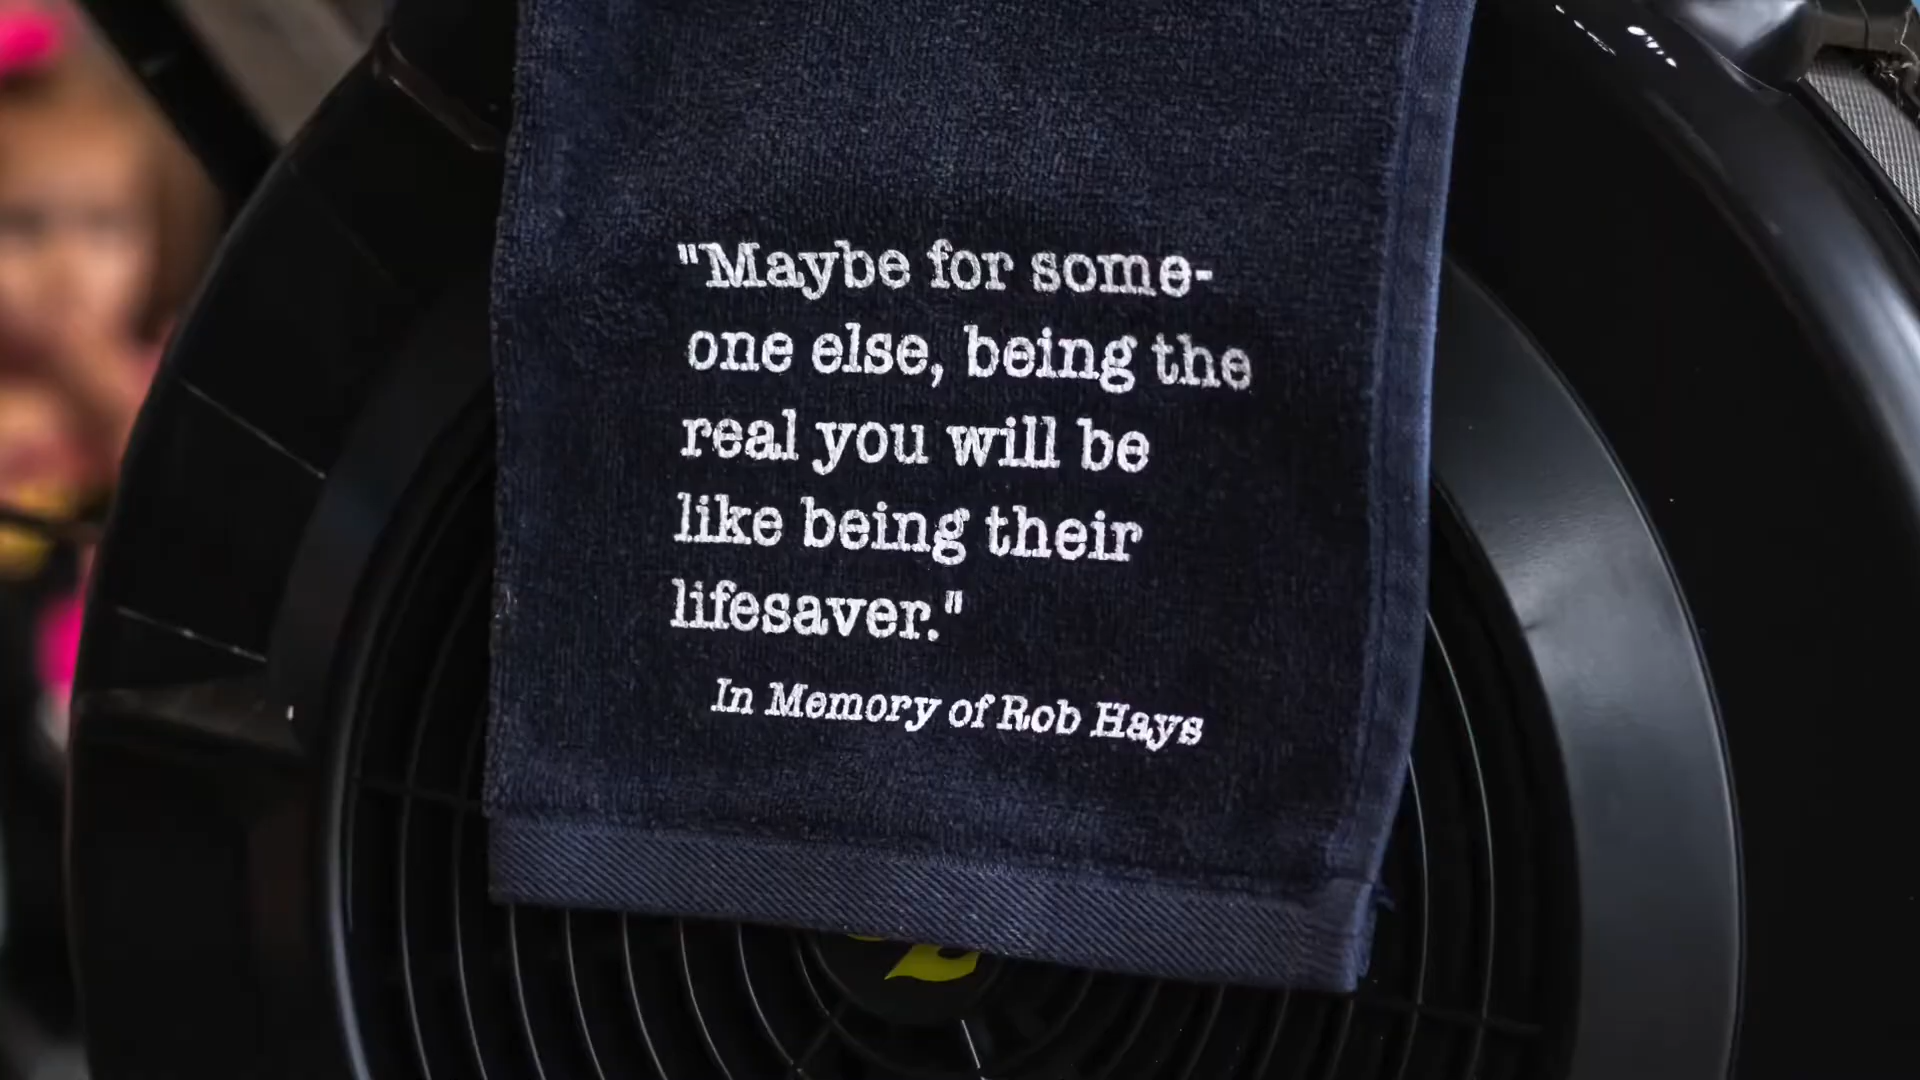 "Maybe for some-
one else, being the
real you will be
like being their
lifesaver."
In Memory of Rob Hays